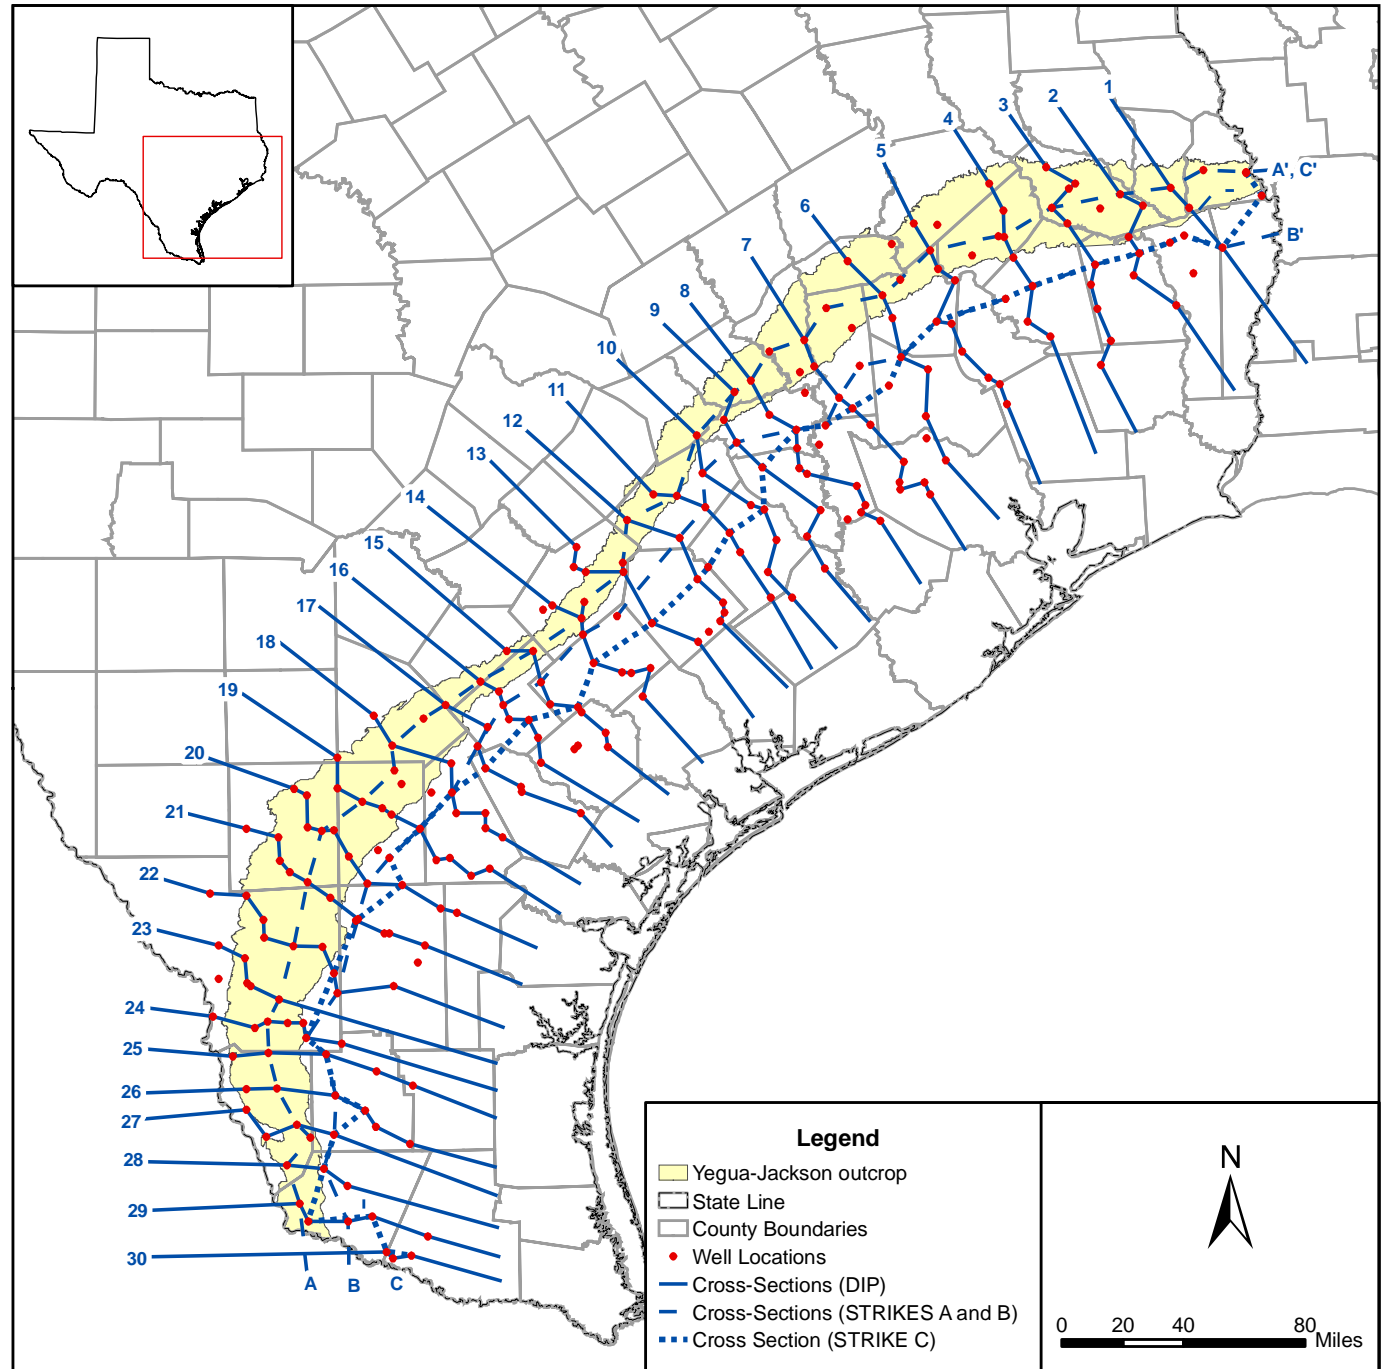 1
2
3
4
5
A', C'
6
B'
7
8
9
10
11
12
13
14
15
16
17
18
19
20
21
22
23
24
25
26
27
28
29
30
A B C
Legend
Yegua-Jackson outcrop
State Line
County Boundaries
Well Locations
Cross-Sections (DIP)
Cross-Sections (STRIKES A and B)
Cross Section (STRIKE C)
N
0 20 40 80 Miles